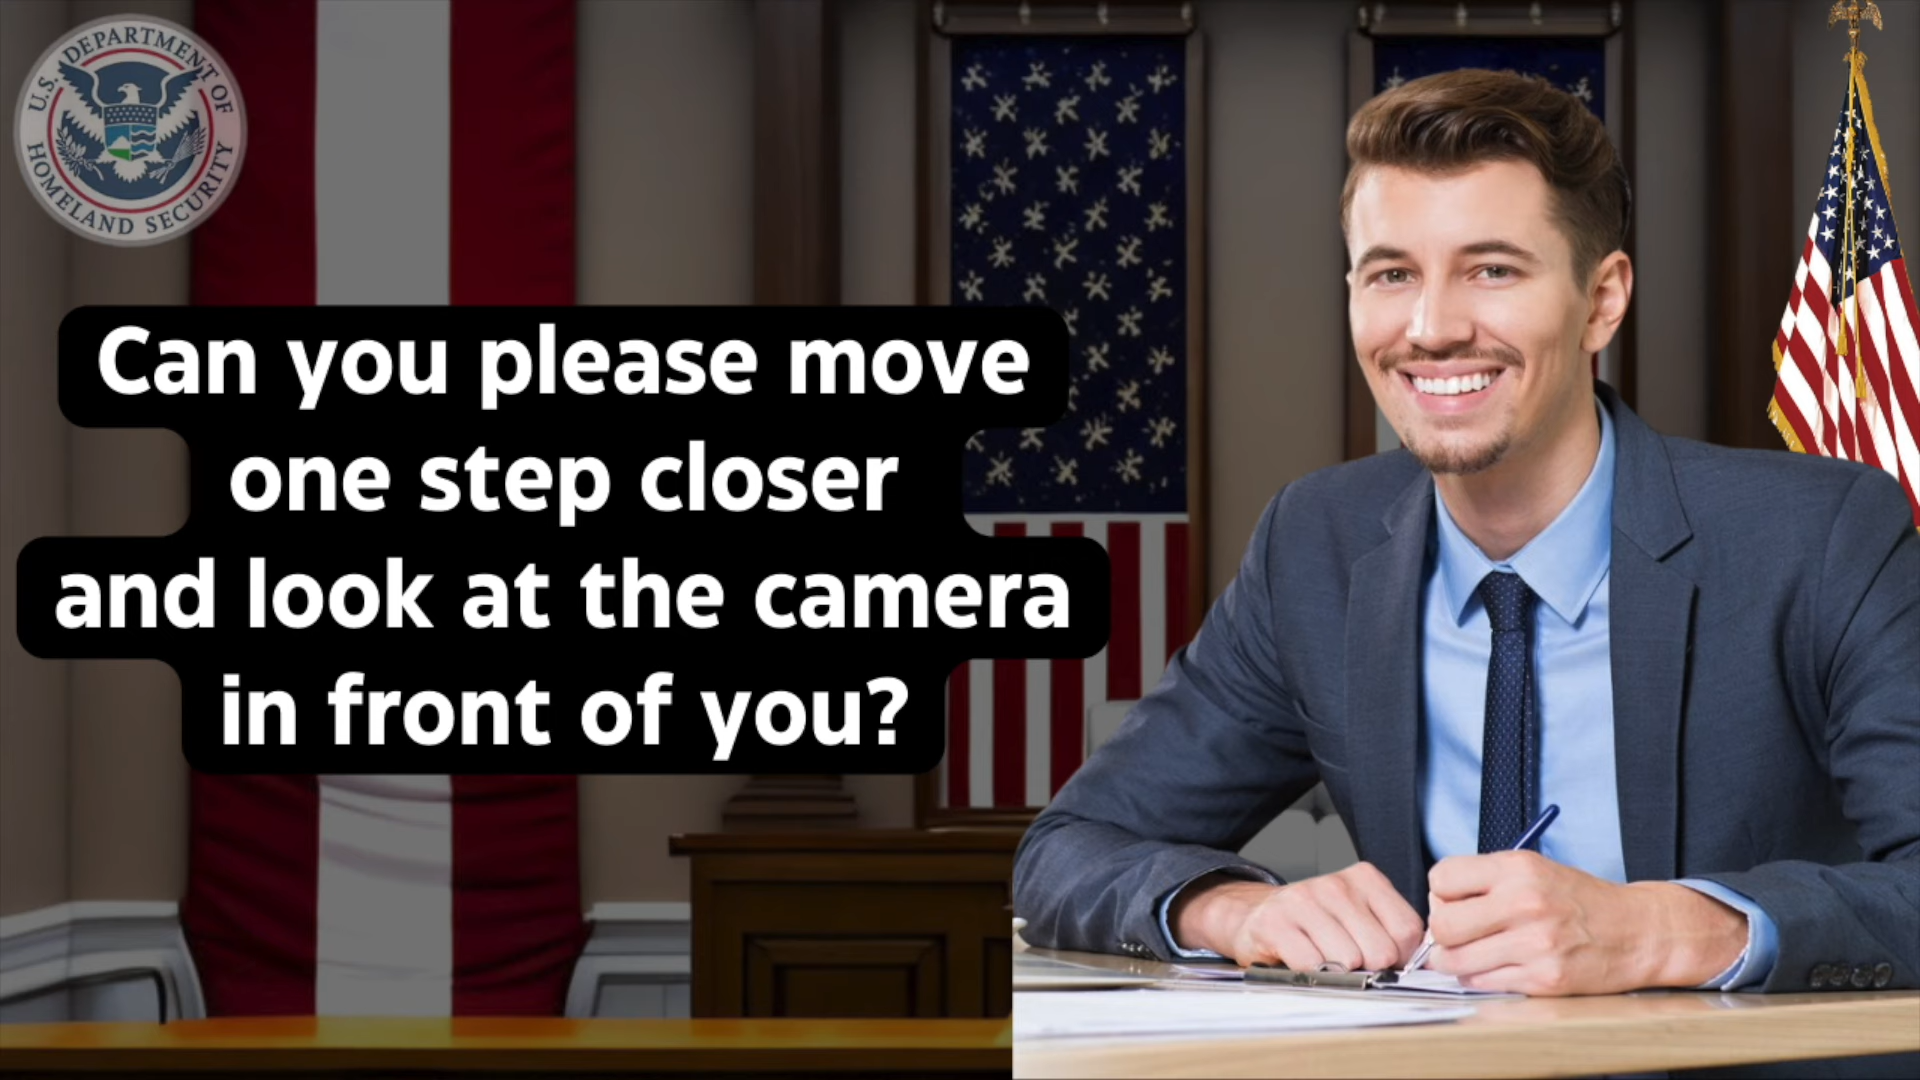 U.S. DEPARTMENT OF
HOMELAND SECURITY
Can you please move
one step closer
and look at the camera
in front of you?